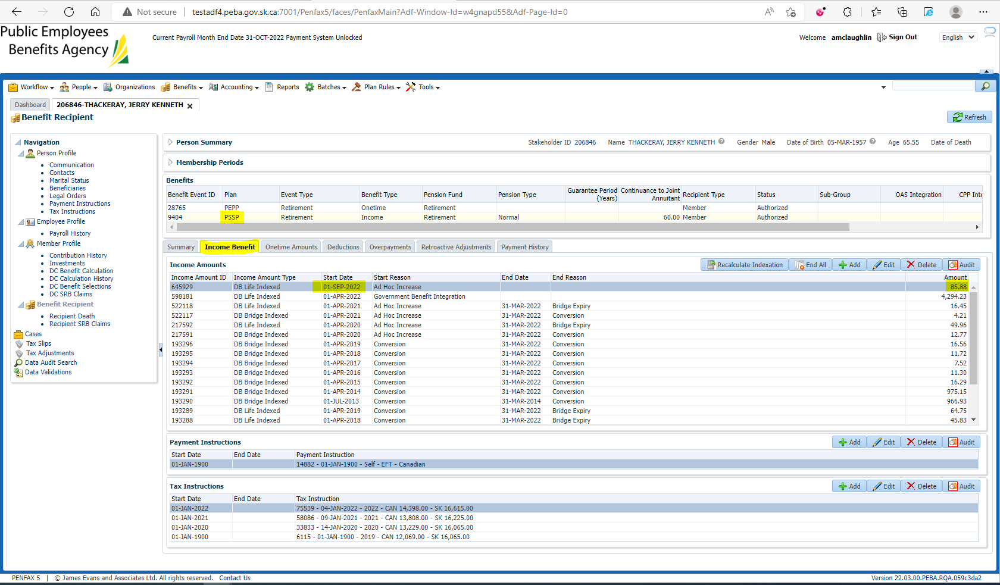 Not secure | testadf4.peba.gov.sk.ca:7001/Penfax5/faces/PenfaxMain?Adf-Window-Id=w4gnapd55&Adf-Page-Id=0
Public Employees
Benefits Agency
Current Payroll Month End Date 31-OCT-2022 Payment System Unlocked
Welcome amclaughlin Sign Out English
Workflow People Organizations Benefits Accounting Reports Batches Plan Rules Tools
Dashboard 206846-THACKERAY, JERRY KENNETH
Benefit Recipient
Refresh
Navigation
Person Profile
Communication
Contacts
Marital Status
Beneficiaries
Legal Orders
Payment Instructions
Tax Instructions
Employee Profile
Payroll History
Member Profile
Contribution History
Investments
DC Benefit Calculation
DC Calculation History
DC Benefit Selections
DC SRB Claims
Benefit Recipient
Recipient Death
Recipient SRB Claims
Cases
Tax Slips
Tax Adjustments
Data Audit Search
Data Validations
Person Summary Stakeholder ID 206846 Name THACKERAY, JERRY KENNETH Gender Male Date of Birth 05-MAR-1957 Age 65.55 Date of Death
Membership Periods
Benefits
Benefit Event ID Plan Event Type Benefit Type Pension Fund Pension Type Guarantee Period (Years) Continuance to Joint Annuitant Recipient Type Status Sub-Group OAS Integration CPP Inte
28765 PEPP Retirement Onetime Retirement Member Authorized
9404 PSSP Retirement Income Retirement Normal 60.00 Member Authorized
Summary Income Benefit Onetime Amounts Deductions Overpayments Retroactive Adjustments Payment History
Income Amounts Recalculate Indexation End All Add Edit Delete Audit
Income Amount ID Income Amount Type Start Date Start Reason End Date End Reason Amount
645929 DB Life Indexed 01-SEP-2022 Ad Hoc Increase 85.88
598181 DB Life Indexed 01-APR-2022 Government Benefit Integration 4,294.23
522118 DB Life Indexed 01-APR-2021 Ad Hoc Increase 31-MAR-2022 Bridge Expiry 16.45
522117 DB Bridge Indexed 01-APR-2021 Ad Hoc Increase 31-MAR-2022 Conversion 4.21
217592 DB Life Indexed 01-APR-2020 Ad Hoc Increase 31-MAR-2022 Bridge Expiry 49.96
217591 DB Bridge Indexed 01-APR-2020 Ad Hoc Increase 31-MAR-2022 Conversion 12.77
193296 DB Bridge Indexed 01-APR-2019 Conversion 31-MAR-2022 Conversion 16.56
193295 DB Bridge Indexed 01-APR-2018 Conversion 31-MAR-2022 Conversion 11.72
193294 DB Bridge Indexed 01-APR-2017 Conversion 31-MAR-2022 Conversion 7.52
193293 DB Bridge Indexed 01-APR-2016 Conversion 31-MAR-2022 Conversion 11.30
193292 DB Bridge Indexed 01-APR-2015 Conversion 31-MAR-2022 Conversion 16.29
193291 DB Bridge Indexed 01-APR-2014 Conversion 31-MAR-2022 Conversion 975.15
193290 DB Bridge Indexed 01-JUL-2013 Conversion 31-MAR-2014 Conversion 966.93
193289 DB Life Indexed 01-APR-2019 Conversion 31-MAR-2022 Bridge Expiry 64.75
193288 DB Life Indexed 01-APR-2018 Conversion 31-MAR-2022 Bridge Expiry 45.83
Payment Instructions Add Edit Delete Audit
Start Date End Date Payment Instruction
01-JAN-1900 14882 - 01-JAN-1900 - Self - EFT - Canadian
Tax Instructions Add Edit Delete Audit
Start Date End Date Tax Instruction
01-JAN-2022 75539 - 04-JAN-2022 - 2022 - CAN 14,398.00 - SK 16,615.00
01-JAN-2021 58086 - 09-JAN-2021 - 2021 - CAN 13,808.00 - SK 16,225.00
01-JAN-2020 33833 - 14-JAN-2020 - 2020 - CAN 13,229.00 - SK 16,065.00
01-JAN-1900 6115 - 01-JAN-1900 - 2019 - CAN 12,069.00 - SK 16,065.00
PENFAX 5 | © James Evans and Associates Ltd. All rights reserved. Contact Us Version 22.03.00.PEBA.RQA.059c3da2